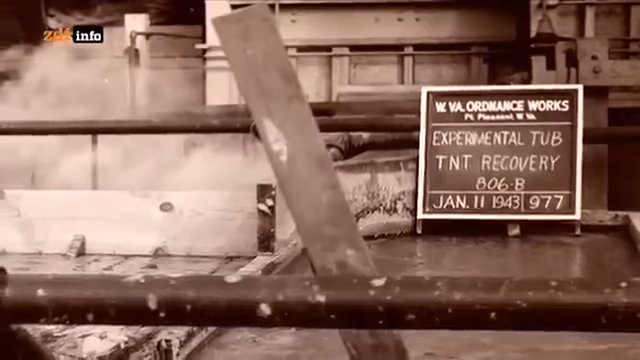 zdf info
W. VA. ORDNANCE WORKS
Pt. Pleasant, W. Va.
EXPERIMENTAL TUB
TNT RECOVERY
806-B
JAN. 11 1943 977